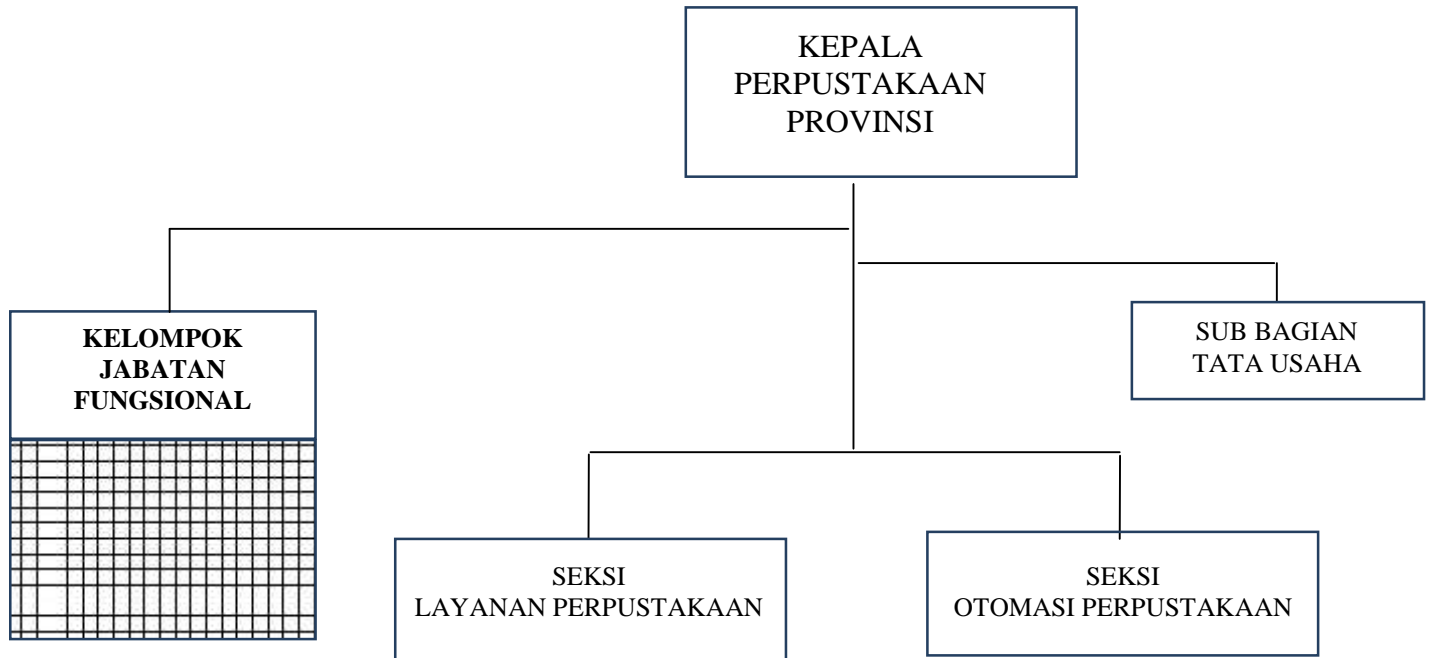 KEPALA
PERPUSTAKAAN
PROVINSI
KELOMPOK
JABATAN
FUNGSIONAL
SUB BAGIAN
TATA USAHA
SEKSI
LAYANAN PERPUSTAKAAN
SEKSI
OTOMASI PERPUSTAKAAN